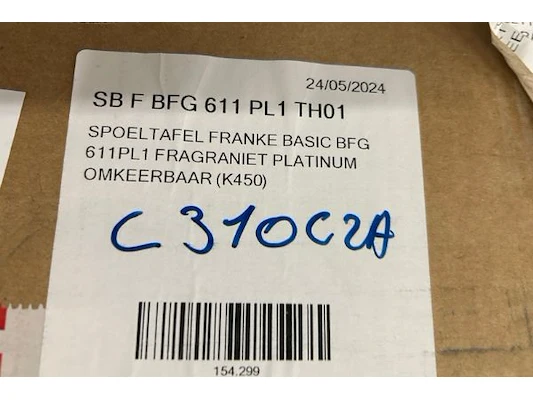 24/05/2024
SB F BFG 611 PL1 TH01
SPOELTAFEL FRANKE BASIC BFG
611PL1 FRAGRANIET PLATINUM
OMKEERBAAR (K450)
C310C2A
154.299